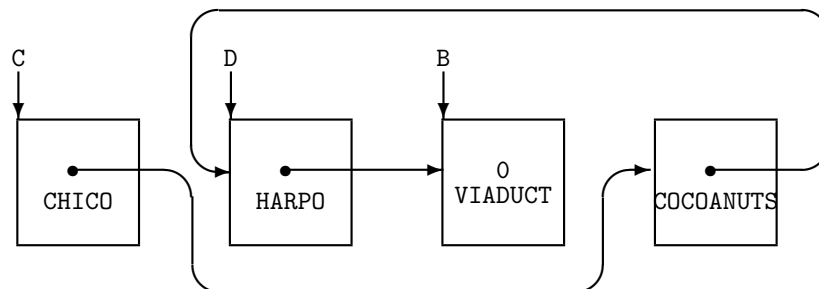 C
D
B
CHICO
HARPO
0
VIADUCT
COCOANUTS